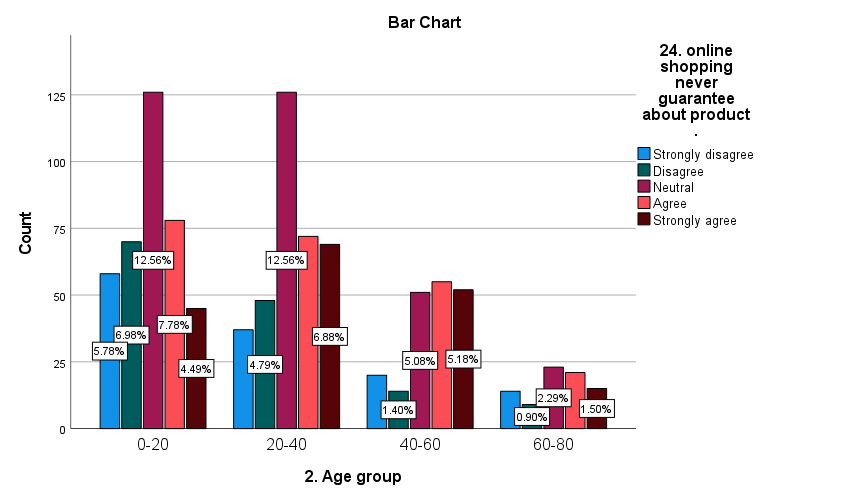 Bar Chart
24. online
shopping
never
guarantee
about product
.
Strongly disagree
Disagree
Neutral
Agree
Strongly agree
Count
125
100
75
50
25
0
5.78%
6.98%
12.56%
7.78%
4.49%
4.79%
12.56%
6.88%
1.40%
5.08%
5.18%
0.90%
2.29%
1.50%
0-20
20-40
40-60
60-80
2. Age group